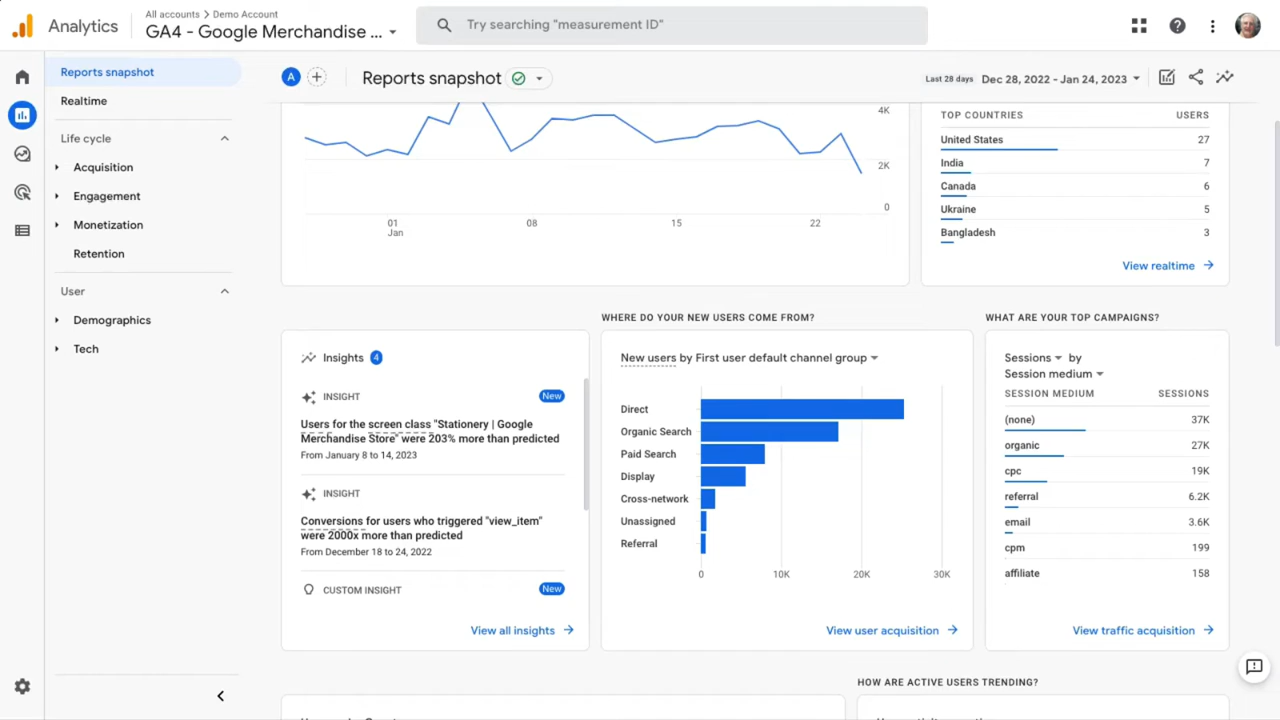 All accounts > Demo Account
Analytics
GA4 - Google Merchandise ...
Try searching "measurement ID"
Reports snapshot
Realtime
Life cycle
Acquisition
Engagement
Monetization
Retention
User
Demographics
Tech
A
Reports snapshot
Last 28 days Dec 28, 2022 - Jan 24, 2023
4K
2K
0
01
Jan
08
15
22
TOP COUNTRIES USERS
United States 27
India 7
Canada 6
Ukraine 5
Bangladesh 3
View realtime
Insights 4
INSIGHT New
Users for the screen class "Stationery | Google
Merchandise Store" were 203% more than predicted
From January 8 to 14, 2023
INSIGHT
Conversions for users who triggered "view_item"
were 2000x more than predicted
From December 18 to 24, 2022
CUSTOM INSIGHT New
View all insights
WHERE DO YOUR NEW USERS COME FROM?
New users by First user default channel group
Direct
Organic Search
Paid Search
Display
Cross-network
Unassigned
Referral
0 10K 20K 30K
View user acquisition
WHAT ARE YOUR TOP CAMPAIGNS?
Sessions by
Session medium
SESSION MEDIUM SESSIONS
(none) 37K
organic 27K
cpc 19K
referral 6.2K
email 3.6K
cpm 199
affiliate 158
View traffic acquisition
HOW ARE ACTIVE USERS TRENDING?